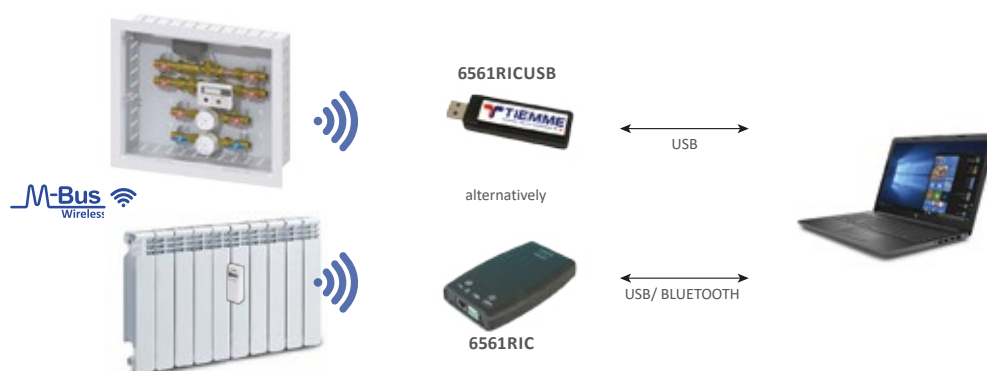 6561RICUSB
TIEMME
USB
alternatively
M-Bus
Wireless
USB/ BLUETOOTH
6561RIC